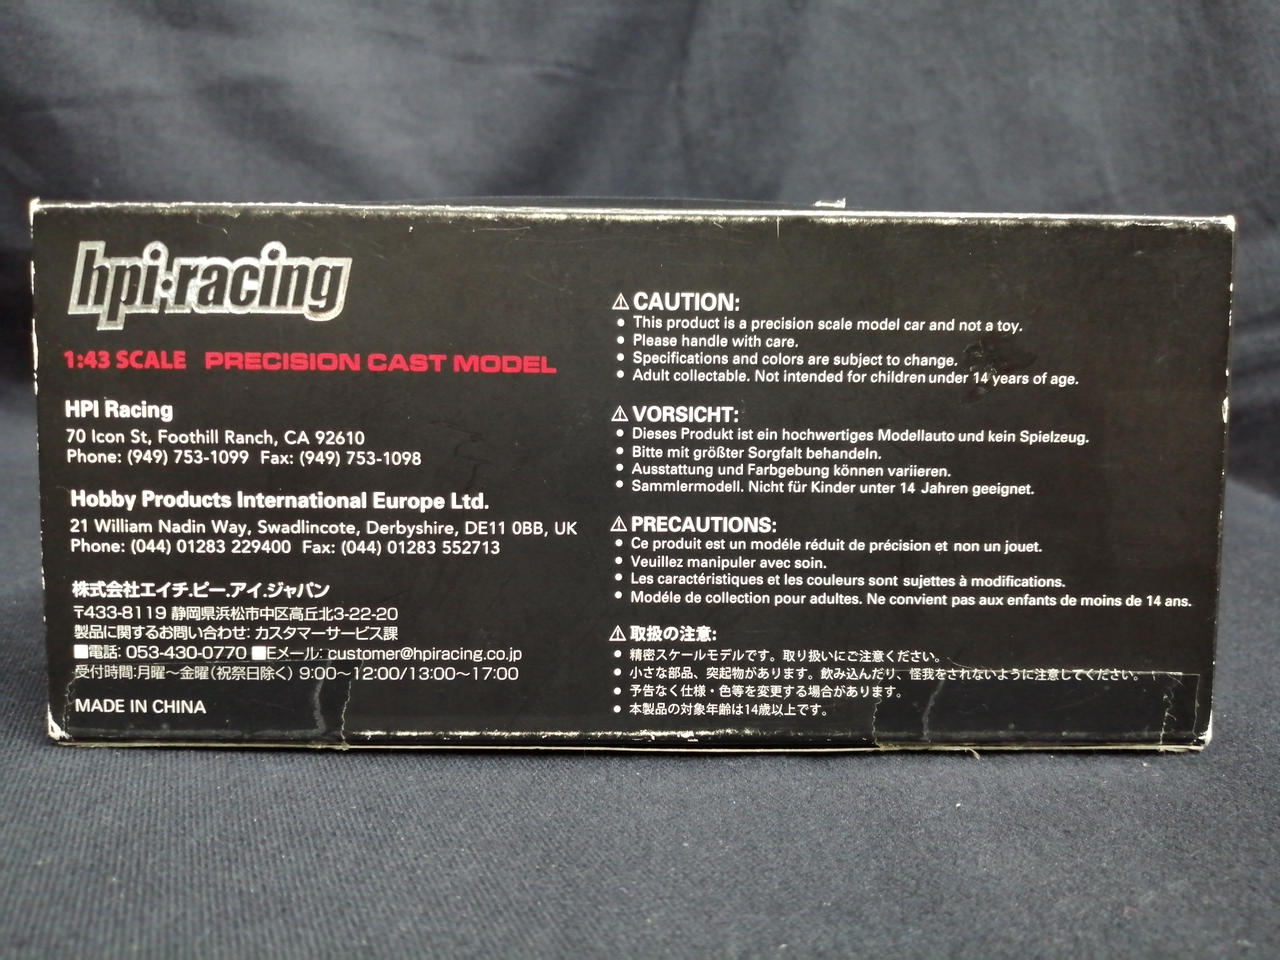 hpi·racing
1:43 SCALE PRECISION CAST MODEL
HPI Racing
70 Icon St, Foothill Ranch, CA 92610
Phone: (949) 753-1099 Fax: (949) 753-1098
Hobby Products International Europe Ltd.
21 William Nadin Way, Swadlincote, Derbyshire, DE11 0BB, UK
Phone: (044) 01283 229400 Fax: (044) 01283 552713
株式会社エイチ.ピー.アイ.ジャパン
〒433-8119 静岡県浜松市中区高丘北3-22-20
製品に関するお問い合わせ: カスタマーサービス課
■電話: 053-430-0770 ■Eメール: customer@hpiracing.co.jp
受付時間:月曜〜金曜(祝祭日除く) 9:00〜12:00/13:00〜17:00
MADE IN CHINA
⚠ CAUTION:
• This product is a precision scale model car and not a toy.
• Please handle with care.
• Specifications and colors are subject to change.
• Adult collectable. Not intended for children under 14 years of age.
⚠ VORSICHT:
• Dieses Produkt ist ein hochwertiges Modellauto und kein Spielzeug.
• Bitte mit größter Sorgfalt behandeln.
• Ausstattung und Farbgebung können variieren.
• Sammlermodell. Nicht für Kinder unter 14 Jahren geeignet.
⚠ PRECAUTIONS:
• Ce produit est un modéle réduit de précision et non un jouet.
• Veuillez manipuler avec soin.
• Les caractéristiques et les couleurs sont sujettes à modifications.
• Modéle de collection pour adultes. Ne convient pas aux enfants de moins de 14 ans.
⚠ 取扱の注意:
• 精密スケールモデルです。取り扱いにご注意ください。
• 小さな部品、突起物があります。飲み込んだり、怪我をされないように注意してください。
• 予告なく仕様・色等を変更する場合があります。
• 本製品の対象年齢は14歳以上です。